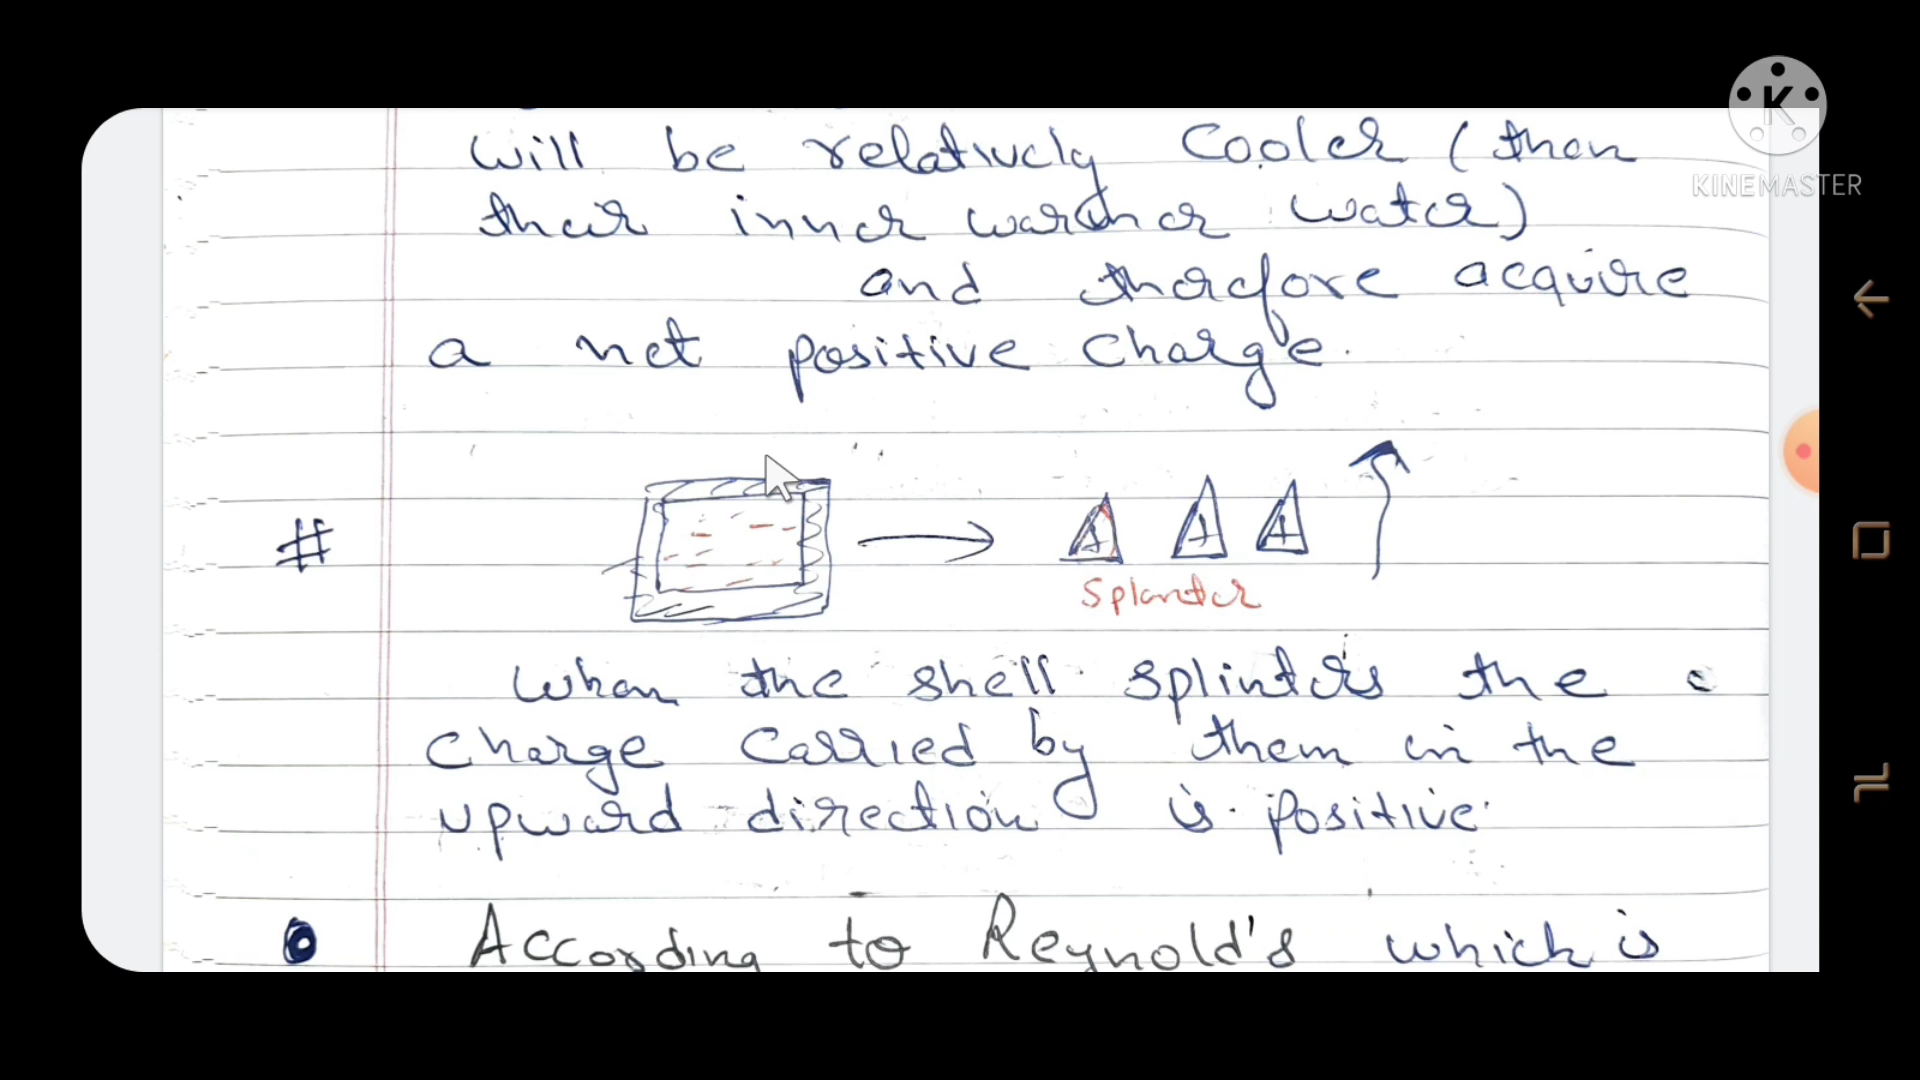 will be relatively cooler (than
their inner warmer water)
and therefore acquire
a net positive charge.
#
Splinter
When the shell splinters the
charge carried by them in the
upward direction is positive.
According to Reynold's which is
K
KINEMASTER